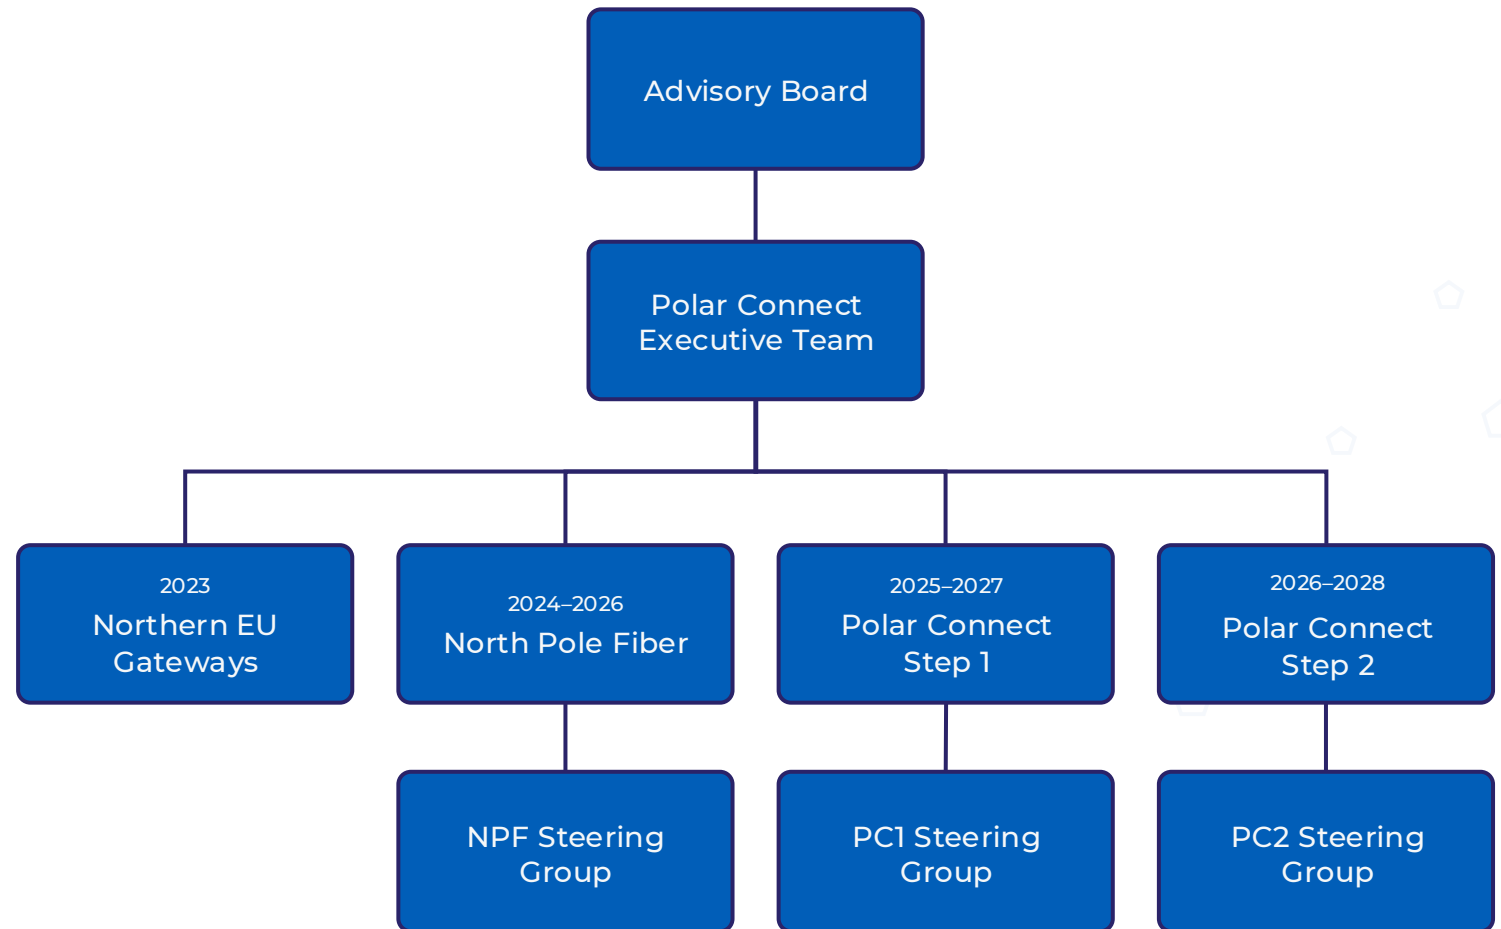 Advisory Board
Polar Connect
Executive Team
2023
Northern EU
Gateways
2024–2026
North Pole Fiber
2025–2027
Polar Connect
Step 1
2026–2028
Polar Connect
Step 2
NPF Steering
Group
PC1 Steering
Group
PC2 Steering
Group